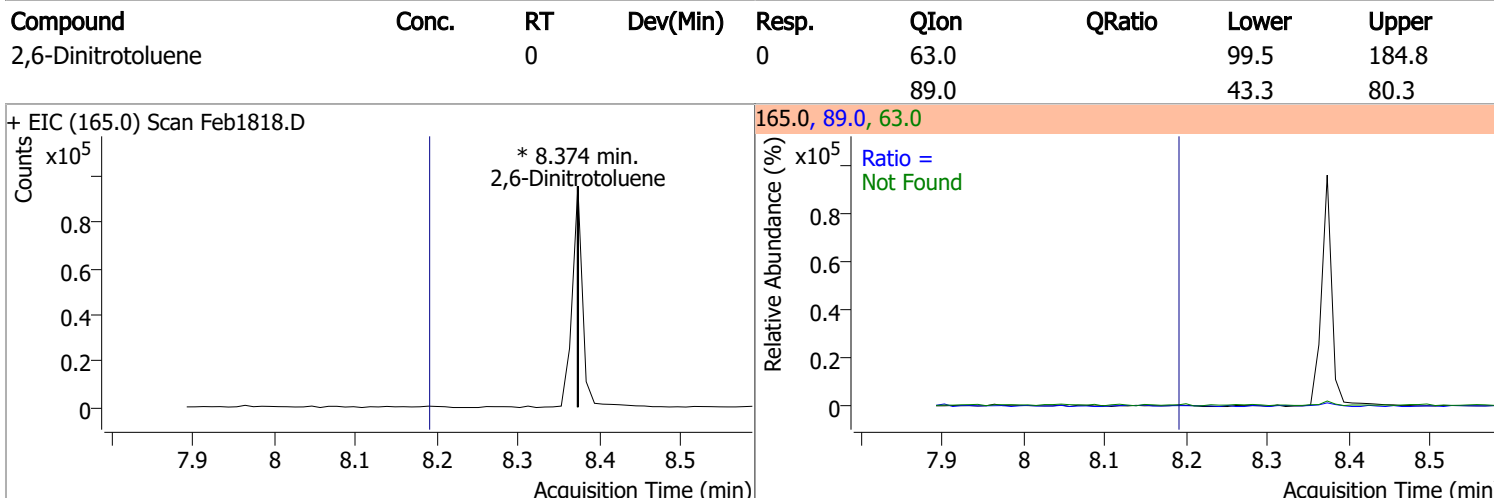 Compound Conc. RT Dev(Min) Resp. QIon QRatio Lower Upper
2,6-Dinitrotoluene 0 0 63.0 99.5 184.8
89.0 43.3 80.3
+ EIC (165.0) Scan Feb1818.D
Counts
x10⁵
* 8.374 min.
2,6-Dinitrotoluene
0.8
0.6
0.4
0.2
0
7.9 8 8.1 8.2 8.3 8.4 8.5
Acquisition Time (min)
165.0, 89.0, 63.0
Relative Abundance (%)
x10⁵
Ratio =
Not Found
0.8
0.6
0.4
0.2
0
7.9 8 8.1 8.2 8.3 8.4 8.5
Acquisition Time (min